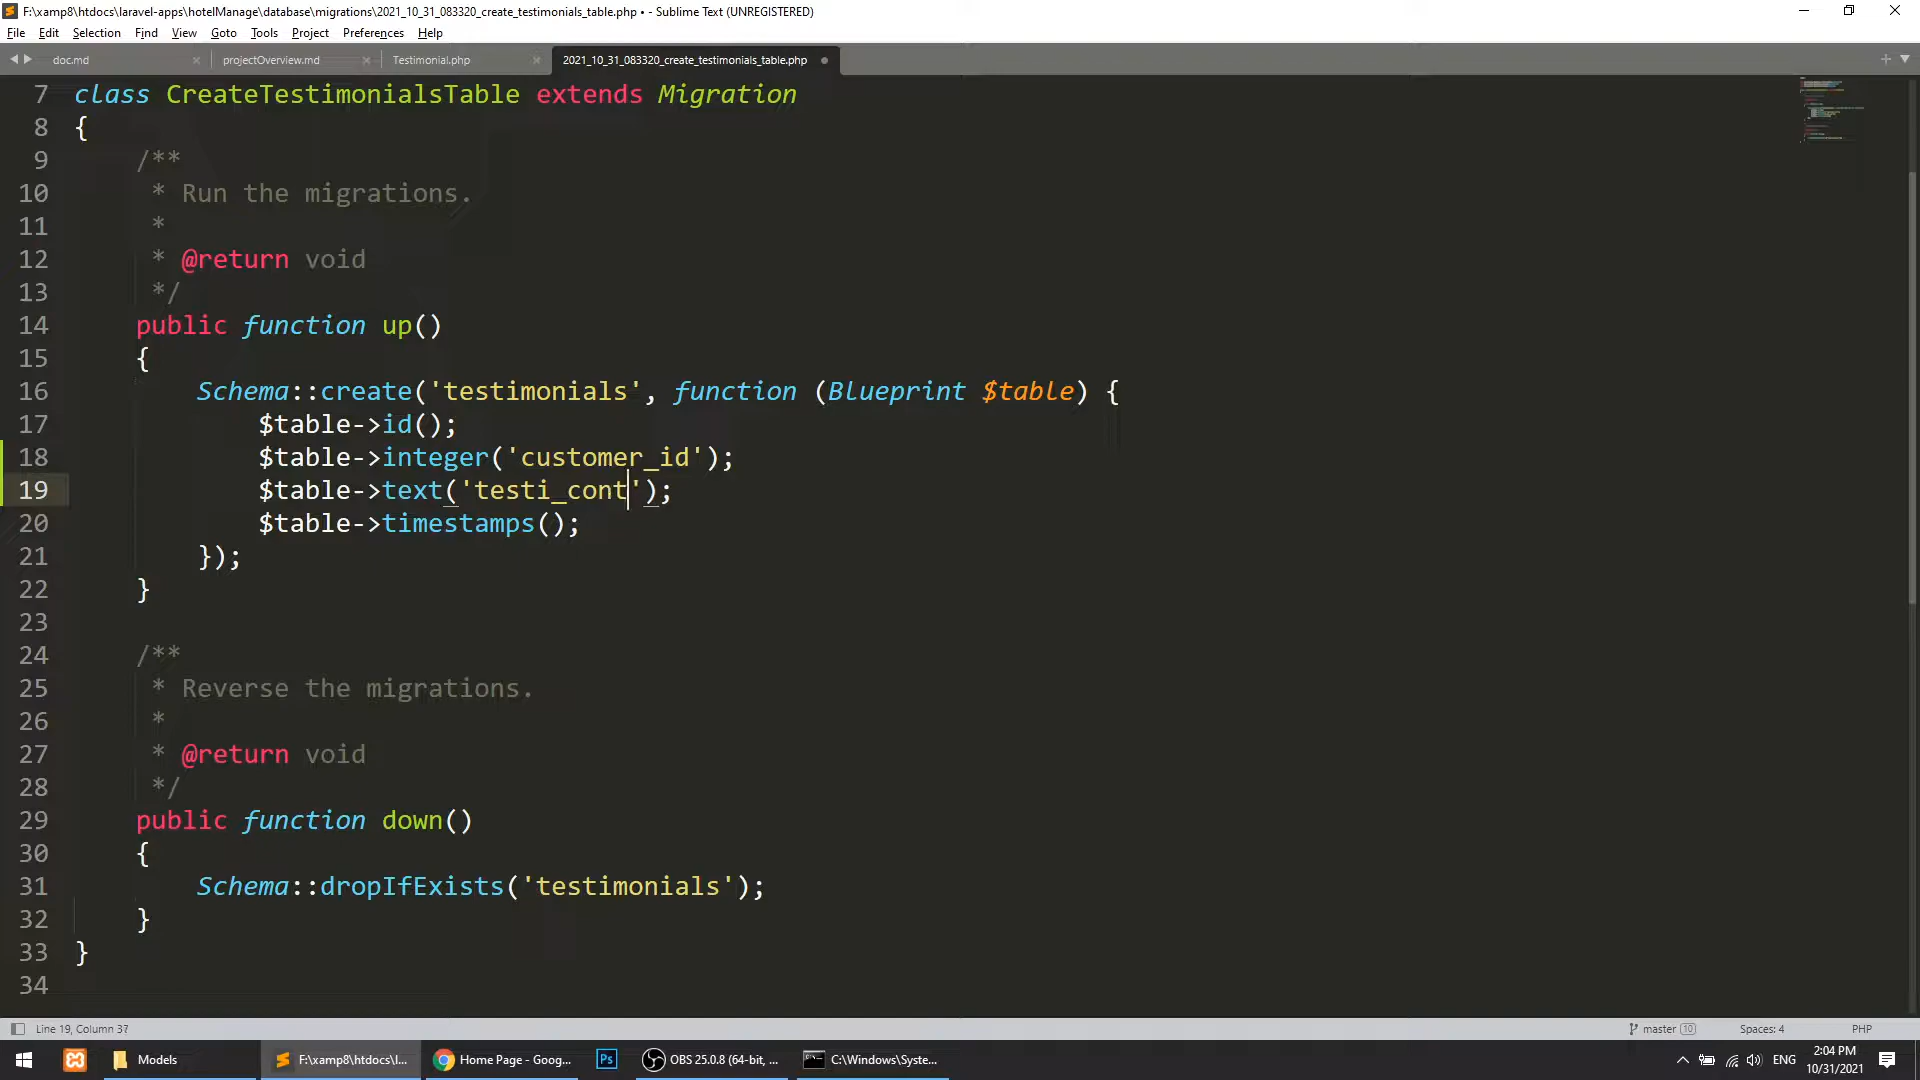 F:\xamp8\htdocs\laravel-apps\hotelManage\database\migrations\2021_10_31_083320_create_testimonials_table.php • - Sublime Text (UNREGISTERED)
File Edit Selection Find View Goto Tools Project Preferences Help
doc.md projectOverview.md Testimonial.php 2021_10_31_083320_create_testimonials_table.php
7 class CreateTestimonialsTable extends Migration
8 {
9 /**
10 * Run the migrations.
11 *
12 * @return void
13 */
14 public function up()
15 {
16 Schema::create('testimonials', function (Blueprint $table) {
17 $table->id();
18 $table->integer('customer_id');
19 $table->text('testi_cont');
20 $table->timestamps();
21 });
22 }
23
24 /**
25 * Reverse the migrations.
26 *
27 * @return void
28 */
29 public function down()
30 {
31 Schema::dropIfExists('testimonials');
32 }
33 }
34
Line 19, Column 37 master 10 Spaces: 4 PHP
Models F:\xamp8\htdocs\l... Home Page - Goog... Ps OBS 25.0.8 (64-bit, ... C:\Windows\Syste... ENG 2:04 PM
10/31/2021